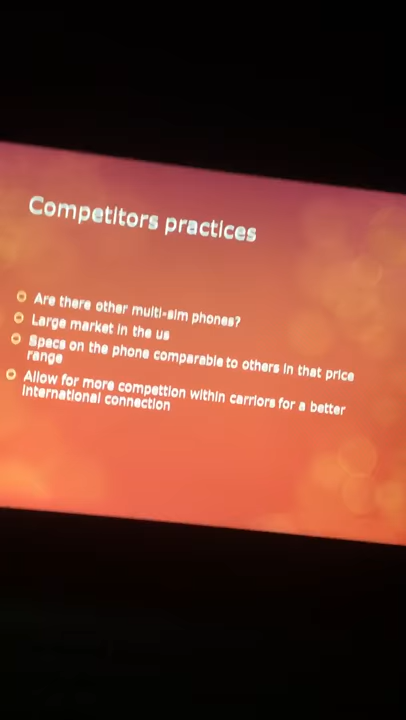 Competitors practices
Are there other multi-sim phones?
Large market in the us
Specs on the phone comparable to others in that price
range
Allow for more compettion within carriors for a better
international connection